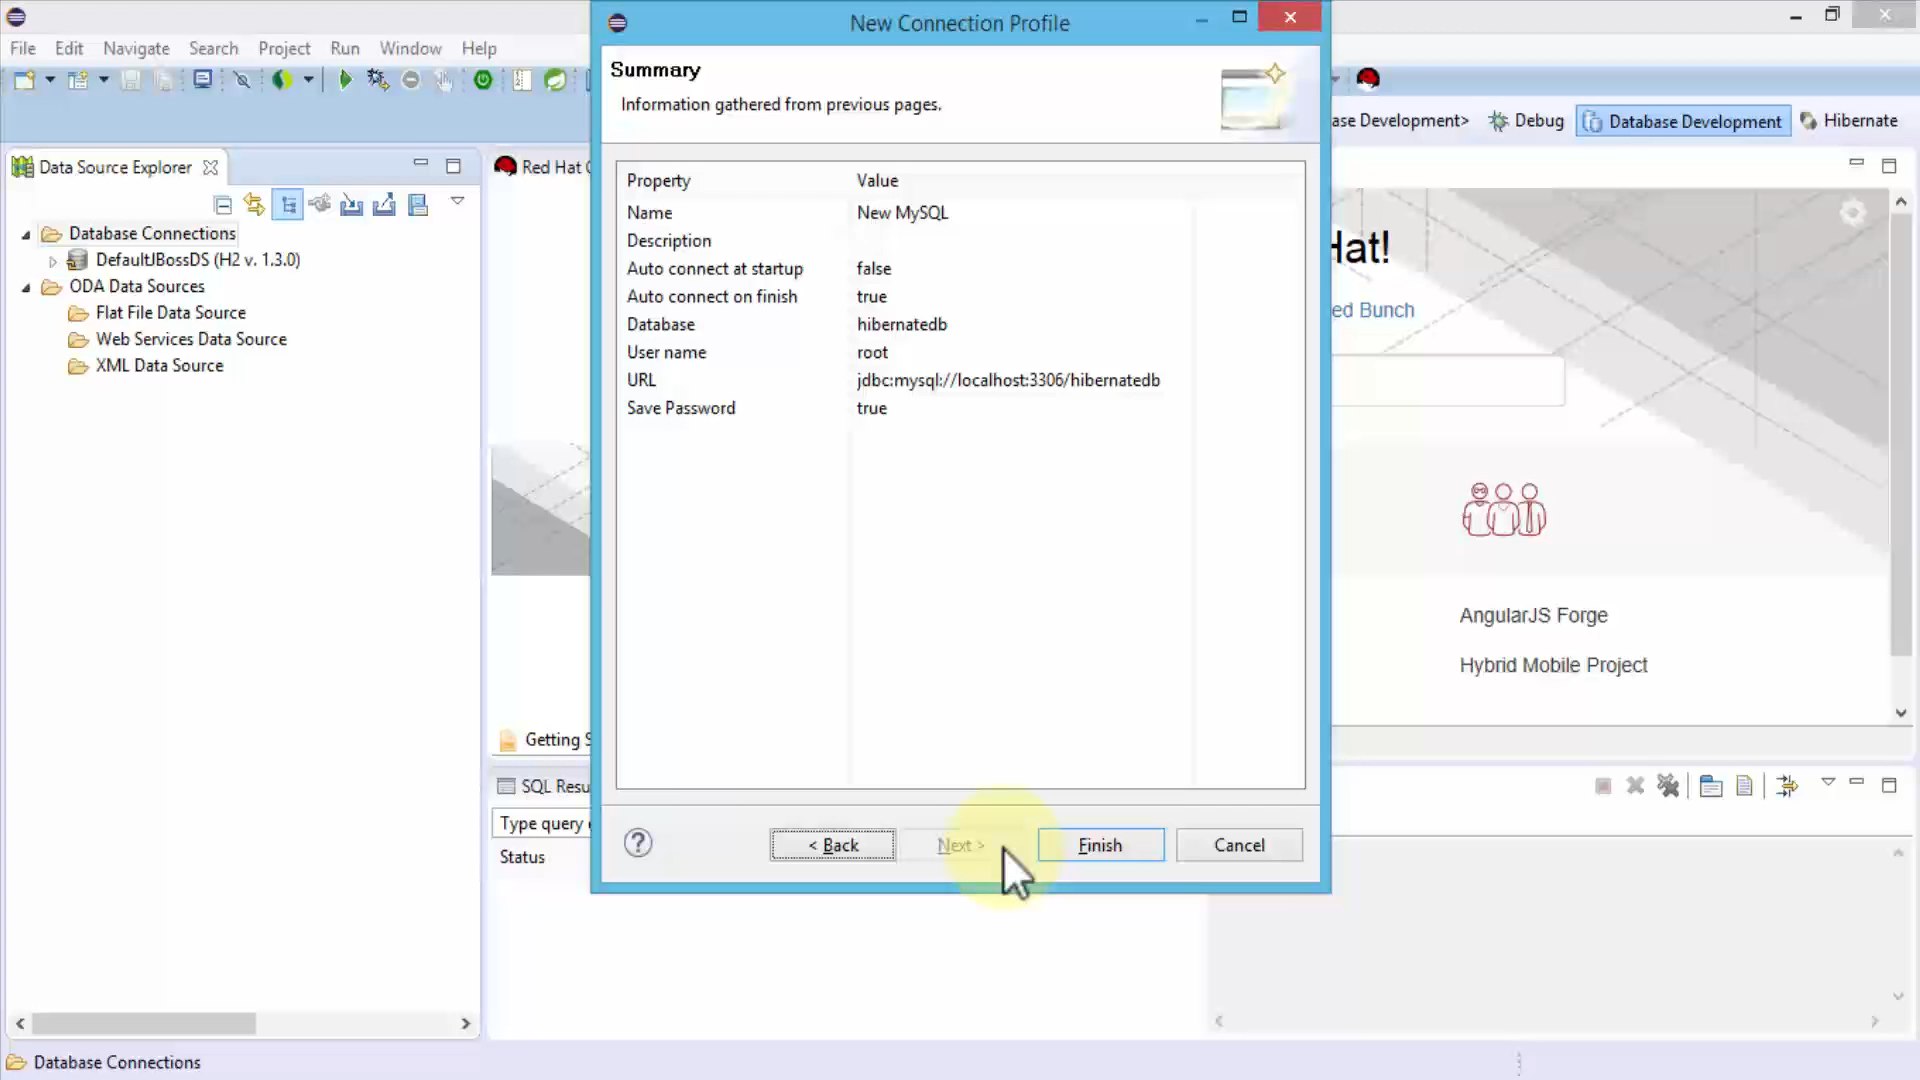 New Connection Profile
File Edit Navigate Search Project Run Window Help
Summary
Information gathered from previous pages.
ase Development> Debug Database Development Hibernate
Data Source Explorer
Red Hat
Property Value
Name New MySQL
Description
Auto connect at startup false
Auto connect on finish true
Database hibernatedb
User name root
URL jdbc:mysql://localhost:3306/hibernatedb
Save Password true
Database Connections
DefaultJBossDS (H2 v. 1.3.0)
ODA Data Sources
Flat File Data Source
Web Services Data Source
XML Data Source
Hat!
ed Bunch
AngularJS Forge
Hybrid Mobile Project
Getting S
SQL Resu
Type query
Status
? < Back Next > Finish Cancel
Database Connections